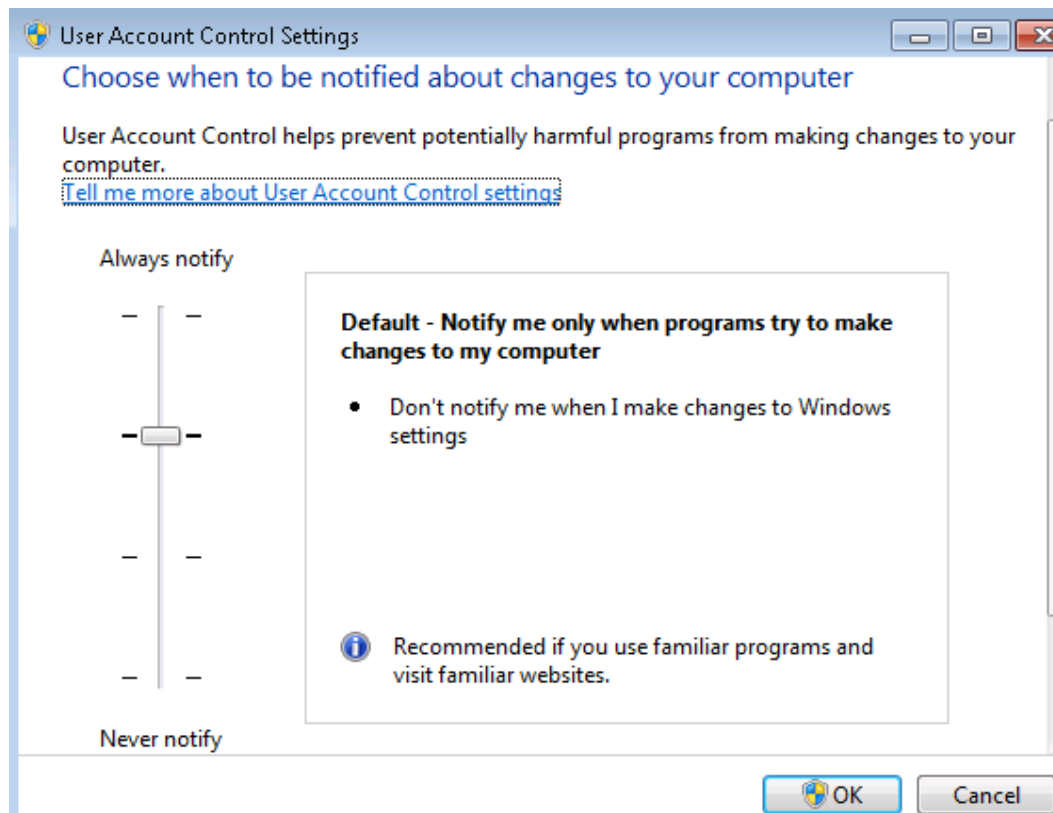 User Account Control Settings
Choose when to be notified about changes to your computer
User Account Control helps prevent potentially harmful programs from making changes to your
computer.
Tell me more about User Account Control settings
Always notify
Default - Notify me only when programs try to make
changes to my computer
• Don't notify me when I make changes to Windows
settings
Recommended if you use familiar programs and
visit familiar websites.
Never notify
OK
Cancel